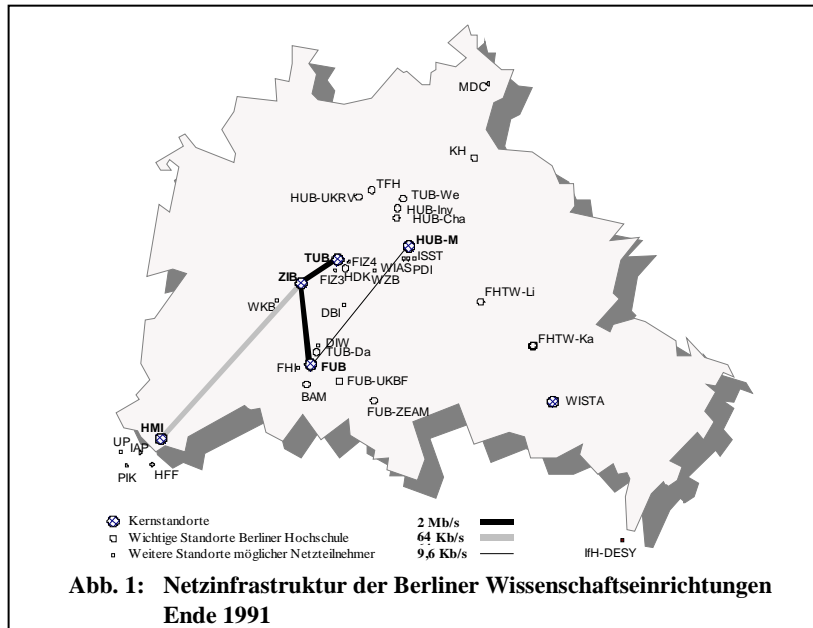 MDC
KH
TFH
HUB-UKRV
TUB-We
HUB-Inv
HUB-Cha
HUB-M
TUB
FIZ4
WIAS
ISST
PDI
ZIB
FIZ3
HDK
WZB
WKB
DBI
FHTW-Li
DIW
TUB-Da
FHTW-Ka
FHI
FUB
BAM
FUB-UKBF
FUB-ZEAM
WISTA
HMI
UP
IAP
PIK
HFF
Kernstandorte
Wichtige Standorte Berliner Hochschule
Weitere Standorte möglicher Netzteilnehmer
2 Mb/s
64 Kb/s
9,6 Kb/s
IfH-DESY
Abb. 1: Netzinfrastruktur der Berliner Wissenschaftseinrichtungen
Ende 1991